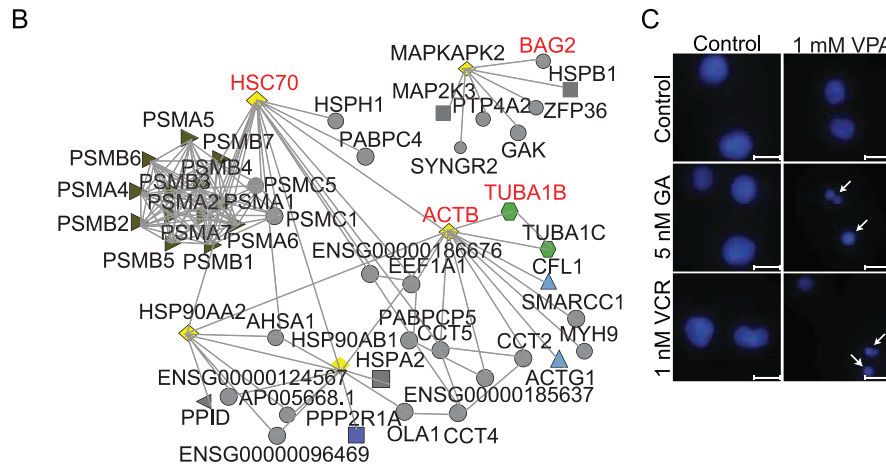 B
MAPKAPK2
BAG2
HSC70
HSPB1
MAP2K3
PTP4A2
ZFP36
HSPH1
PSMA5
PABPC4
GAK
PSMB7
SYNGR2
PSMB6
PSMB4
PSMB3
PSMC5
PSMA4
PSMA2
PSMA1
TUBA1B
PSMB2
PSMC1
ACTB
PSMA7
PSMA6
TUBA1C
PSMB5
PSMB1
ENSG00000186676
EEF1A1
CFL1
SMARCC1
HSP90AA2
AHSA1
PABPCP5
HSP90AB1
CCT5
MYH9
CCT2
HSPA2
ACTG1
ENSG00000124567
AP005668.1
ENSG00000185637
PPID
PPP2R1A
OLA1
CCT4
ENSG00000096469
C
Control
1 mM VPA
Control
5 nM GA
1 nM VCR